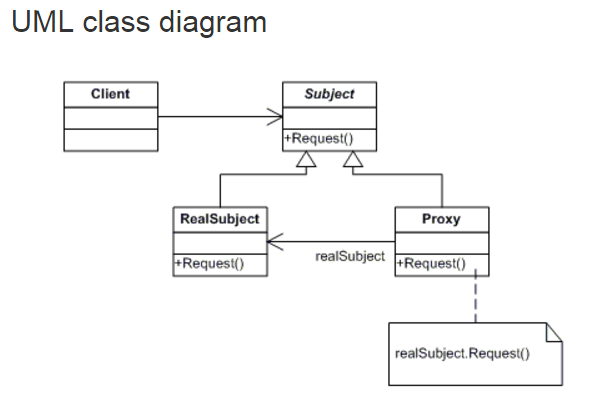 UML class diagram
Client
Subject
+Request()
RealSubject
Proxy
+Request()
realSubject
+Request()
realSubject.Request()